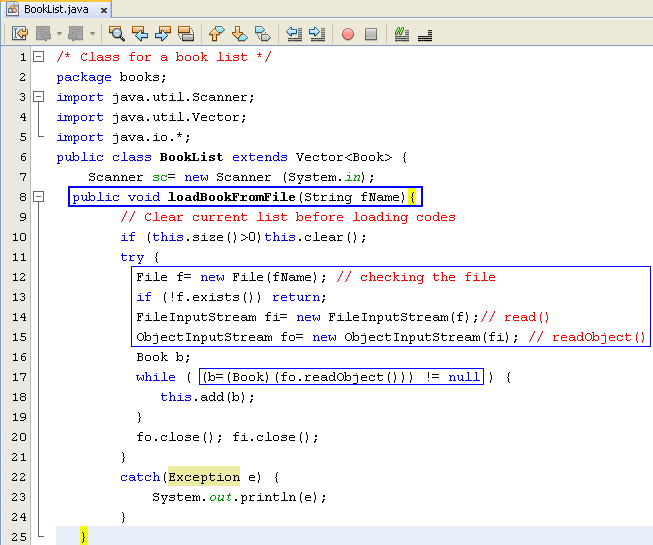 BookList.java
1 /* Class for a book list */
2 package books;
3 import java.util.Scanner;
4 import java.util.Vector;
5 import java.io.*;
6 public class BookList extends Vector<Book> {
7 Scanner sc= new Scanner (System.in);
8 public void loadBookFromFile(String fName){
9 // Clear current list before loading codes
10 if (this.size()>0)this.clear();
11 try {
12 File f= new File(fName); // checking the file
13 if (!f.exists()) return;
14 FileInputStream fi= new FileInputStream(f);// read()
15 ObjectInputStream fo= new ObjectInputStream(fi); // readObject()
16 Book b;
17 while ( (b=(Book)(fo.readObject())) != null ) {
18 this.add(b);
19 }
20 fo.close(); fi.close();
21 }
22 catch(Exception e) {
23 System.out.println(e);
24 }
25 }